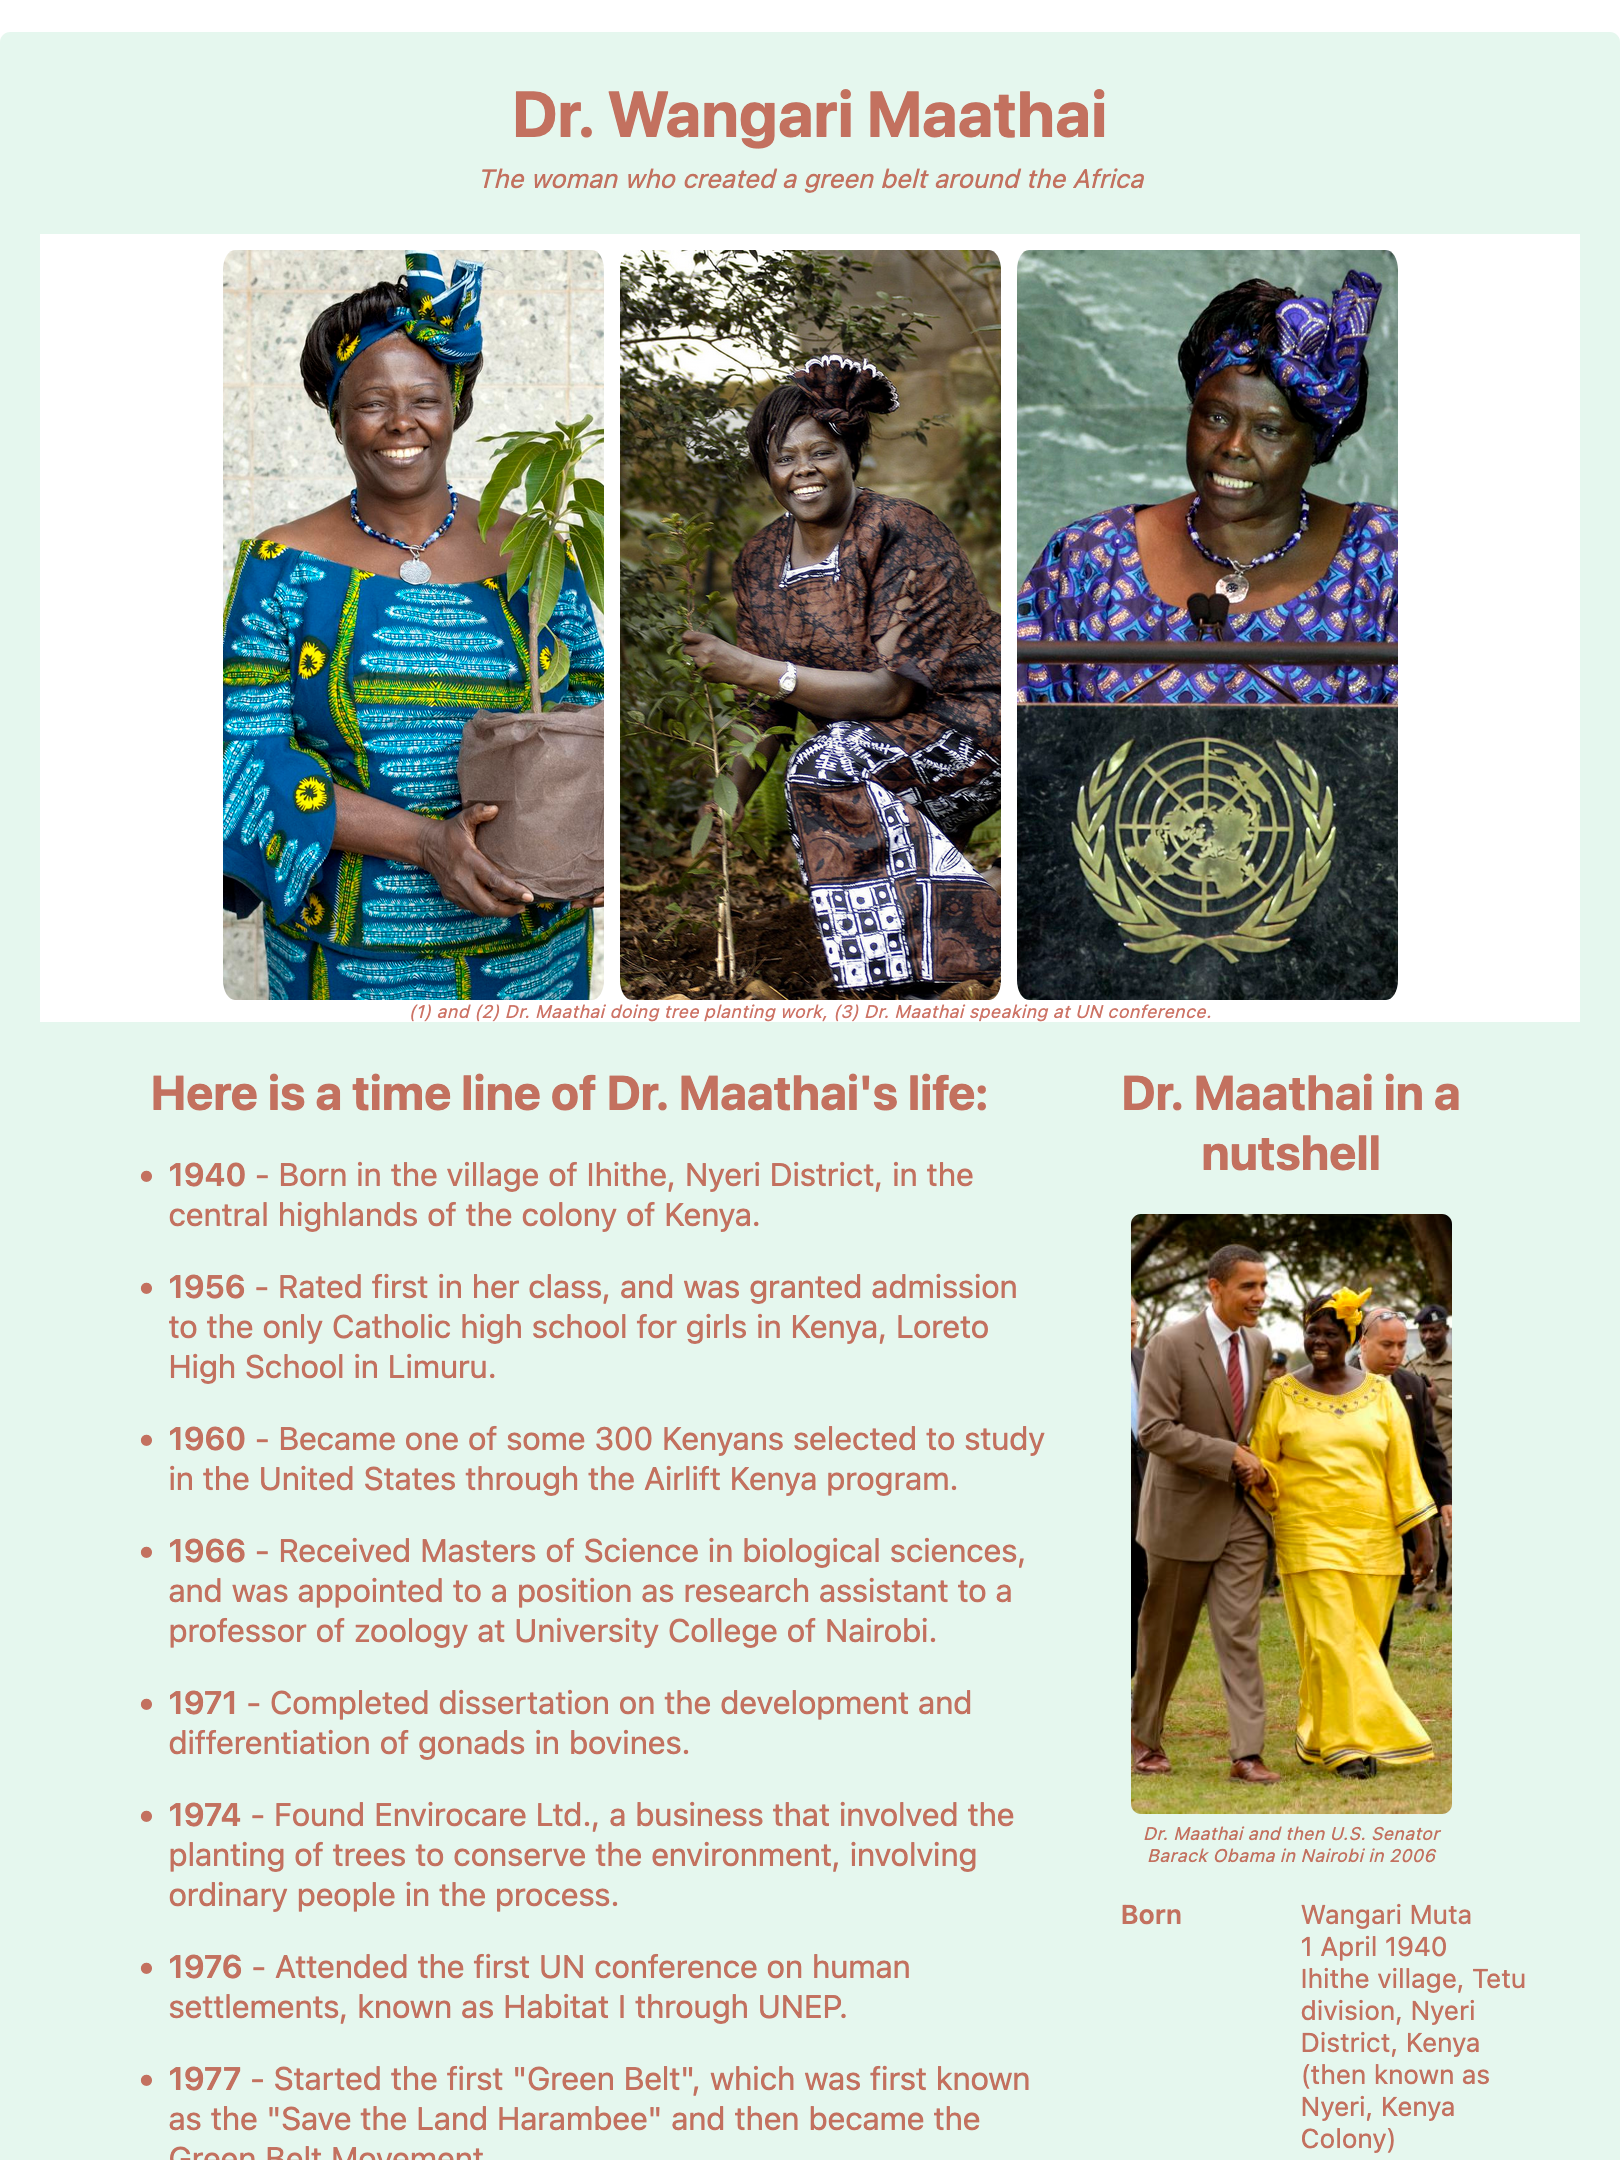 Dr. Wangari Maathai
The woman who created a green belt around the Africa
(1) and (2) Dr. Maathai doing tree planting work, (3) Dr. Maathai speaking at UN conference.
Here is a time line of Dr. Maathai's life:
• 1940 - Born in the village of Ihithe, Nyeri District, in the
central highlands of the colony of Kenya.
• 1956 - Rated first in her class, and was granted admission
to the only Catholic high school for girls in Kenya, Loreto
High School in Limuru.
• 1960 - Became one of some 300 Kenyans selected to study
in the United States through the Airlift Kenya program.
• 1966 - Received Masters of Science in biological sciences,
and was appointed to a position as research assistant to a
professor of zoology at University College of Nairobi.
• 1971 - Completed dissertation on the development and
differentiation of gonads in bovines.
• 1974 - Found Envirocare Ltd., a business that involved the
planting of trees to conserve the environment, involving
ordinary people in the process.
• 1976 - Attended the first UN conference on human
settlements, known as Habitat I through UNEP.
• 1977 - Started the first "Green Belt", which was first known
as the "Save the Land Harambee" and then became the
Green Belt Movement
Dr. Maathai in a
nutshell
Dr. Maathai and then U.S. Senator
Barack Obama in Nairobi in 2006
Born
Wangari Muta
1 April 1940
Ihithe village, Tetu
division, Nyeri
District, Kenya
(then known as
Nyeri, Kenya
Colony)